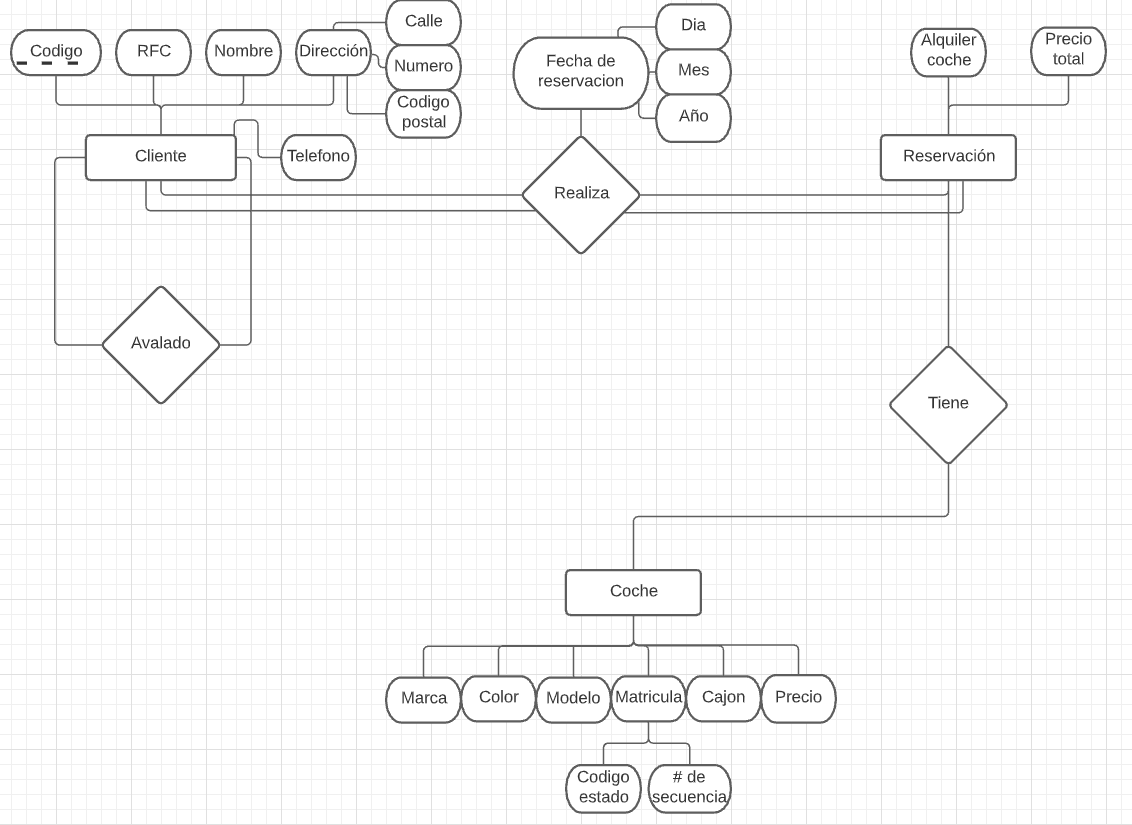 Codigo
RFC
Nombre
Dirección
Calle
Numero
Codigo
postal
Fecha de
reservacion
Dia
Mes
Año
Alquiler
coche
Precio
total
Cliente
Telefono
Realiza
Reservación
Avalado
Tiene
Coche
Marca
Color
Modelo
Matricula
Cajon
Precio
Codigo
estado
# de
secuencia